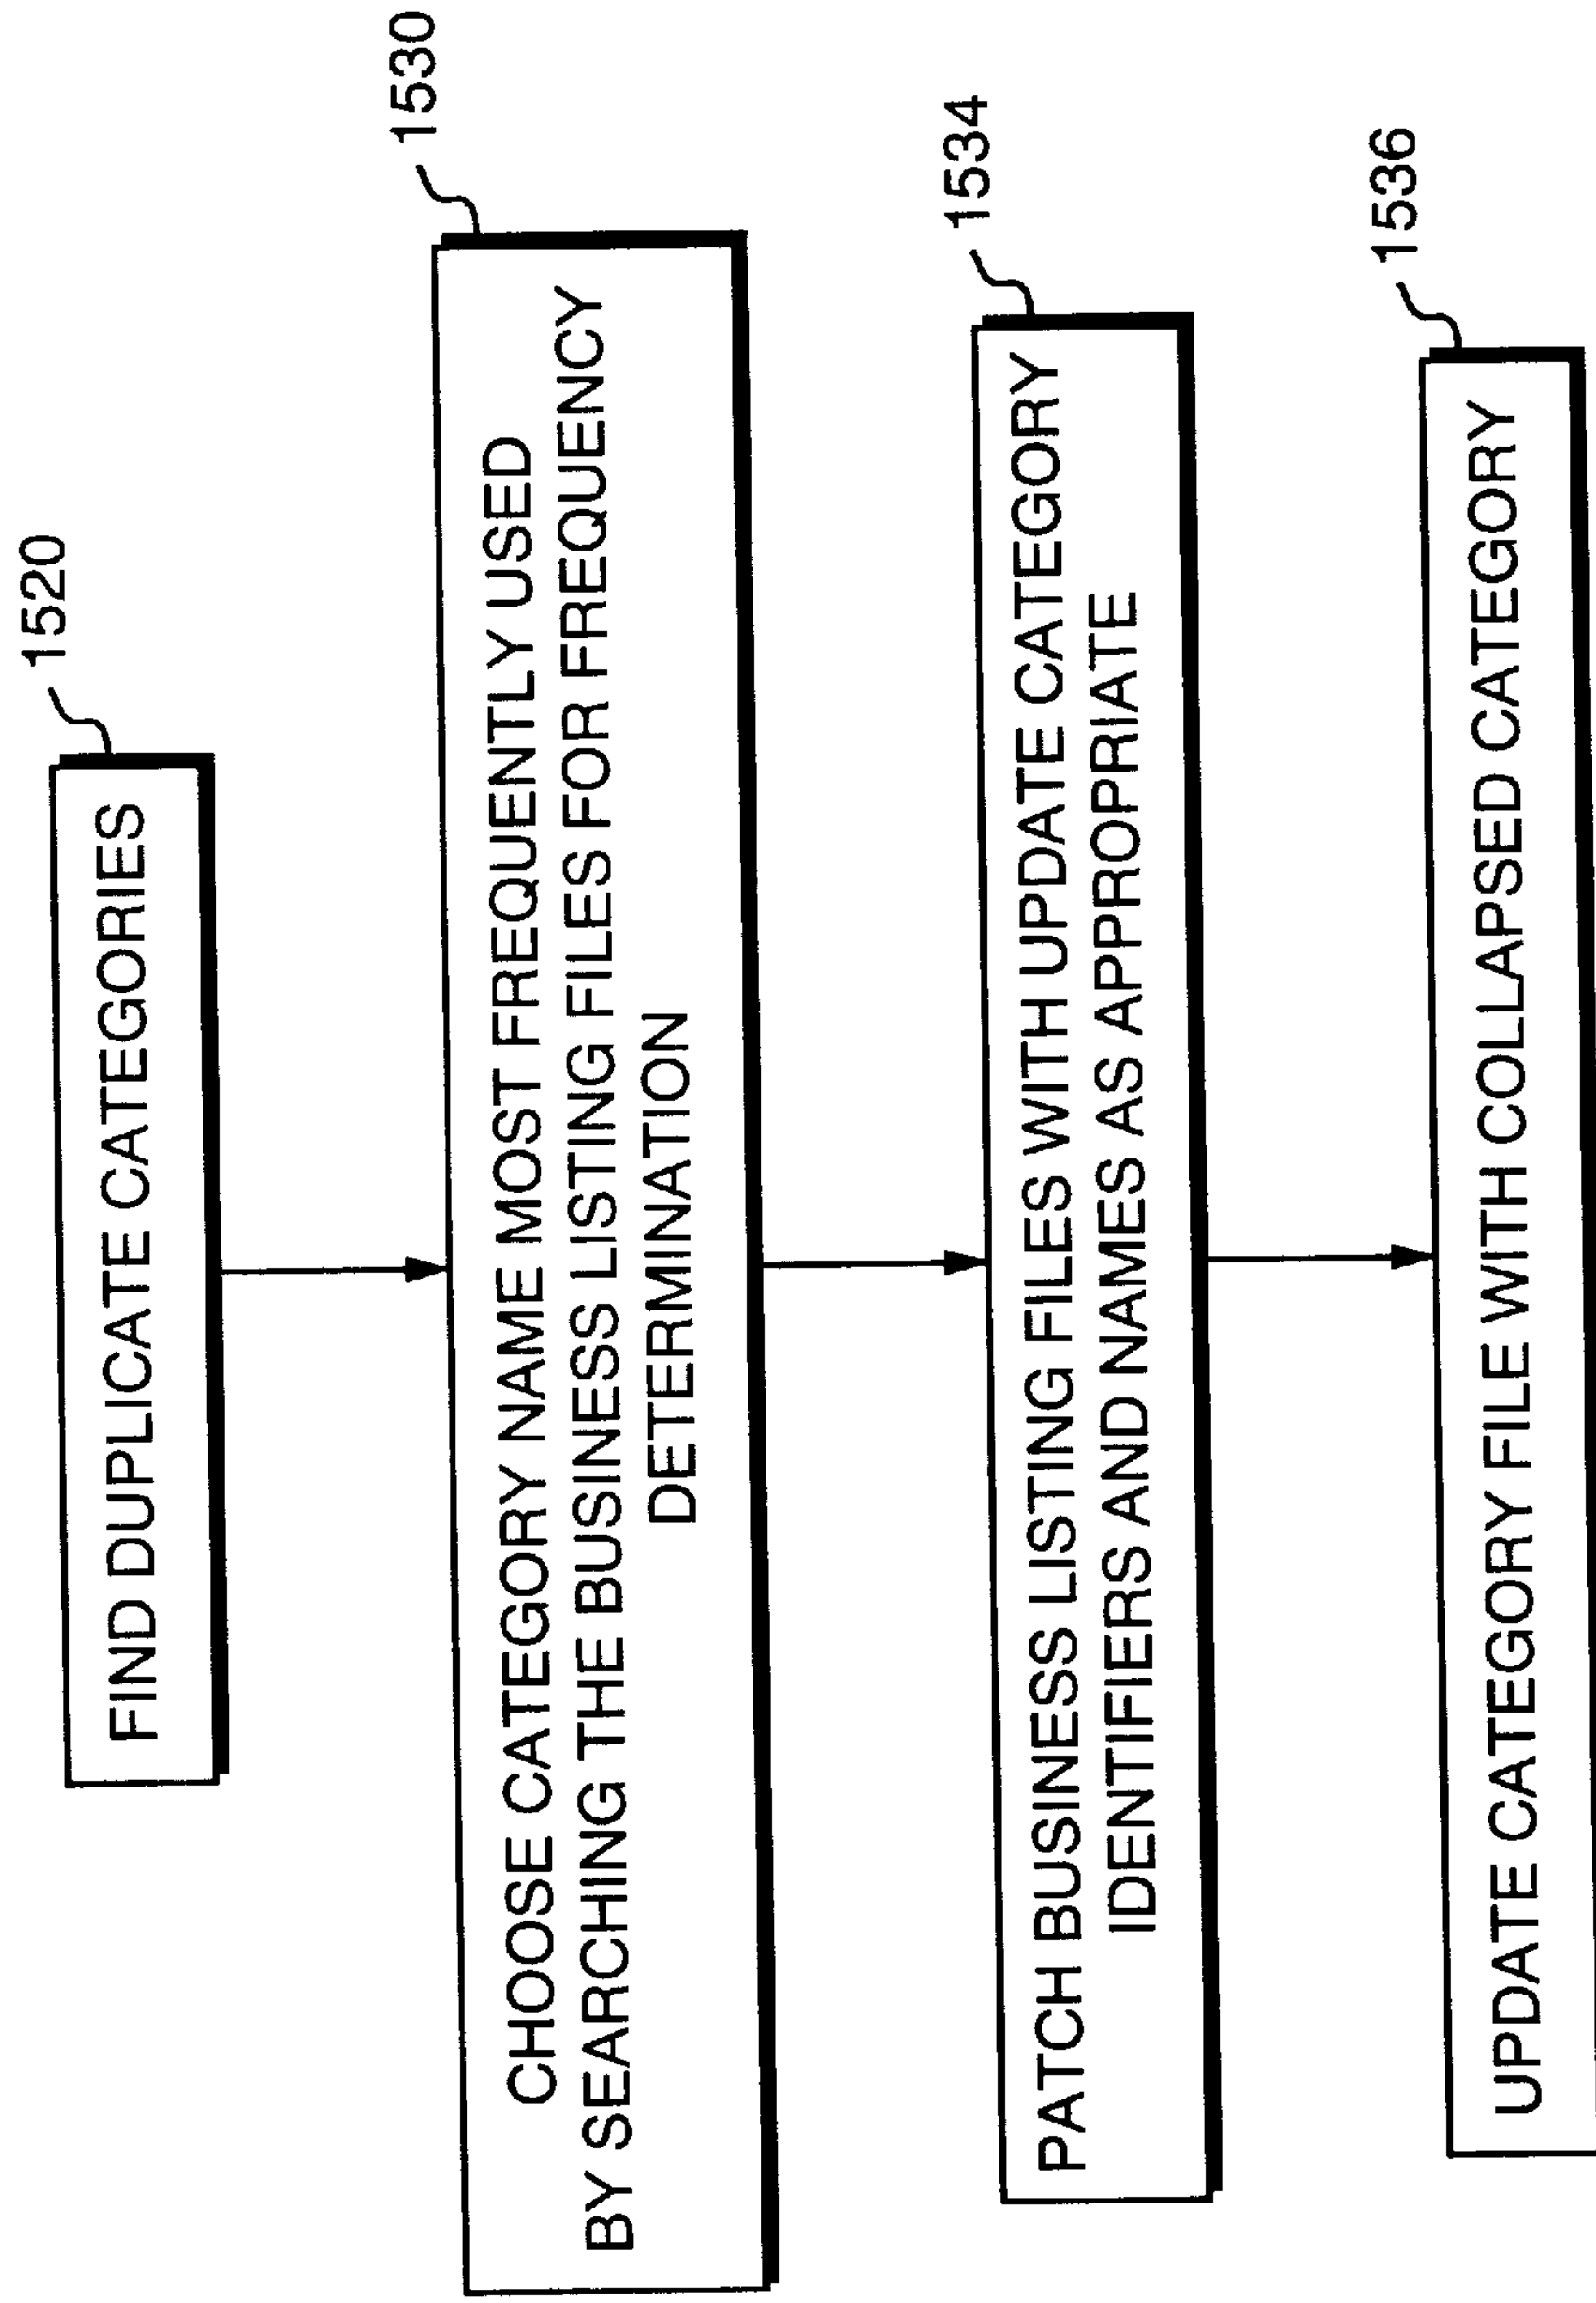 1520
FIND DUPLICATE CATEGORIES
1530
CHOOSE CATEGORY NAME MOST FREQUENTLY USED
BY SEARCHING THE BUSINESS LISTING FILES FOR FREQUENCY
DETERMINATION
1534
PATCH BUSINESS LISTING FILES WITH UPDATE CATEGORY
IDENTIFIERS AND NAMES AS APPROPRIATE
1536
UPDATE CATEGORY FILE WITH COLLAPSED CATEGORY